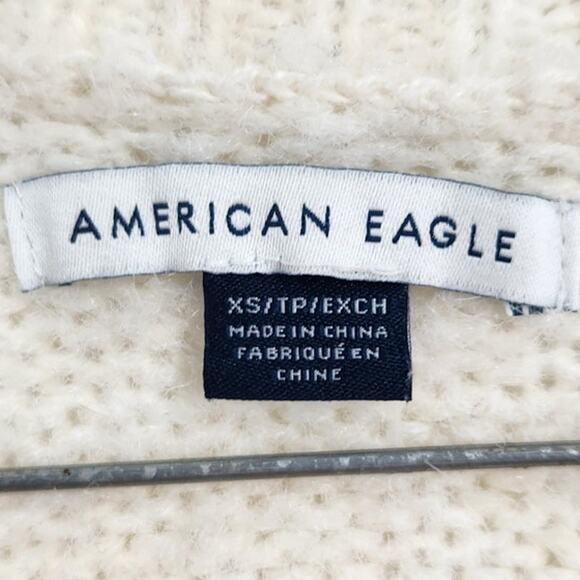 AMERICAN EAGLE
XS/TP/EXCH
MADE IN CHINA
FABRIQUÉ EN
CHINE